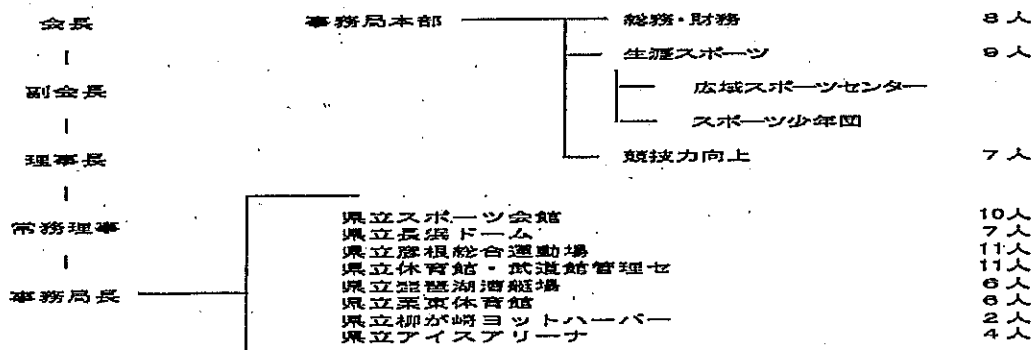 会長
副会長
理事長
常務理事
事務局長
事務局本部
総務・財務 8人
生涯スポーツ 9人
広域スポーツセンター
スポーツ少年団
競技力向上 7人
県立スポーツ会館 10人
県立長浜ドーム 7人
県立彦根総合運動場 11人
県立体育館・武道館管理セ 11人
県立琵琶湖漕艇場 6人
県立栗東体育館 6人
県立柳が崎ヨットハーバー 2人
県立アイスアリーナ 4人